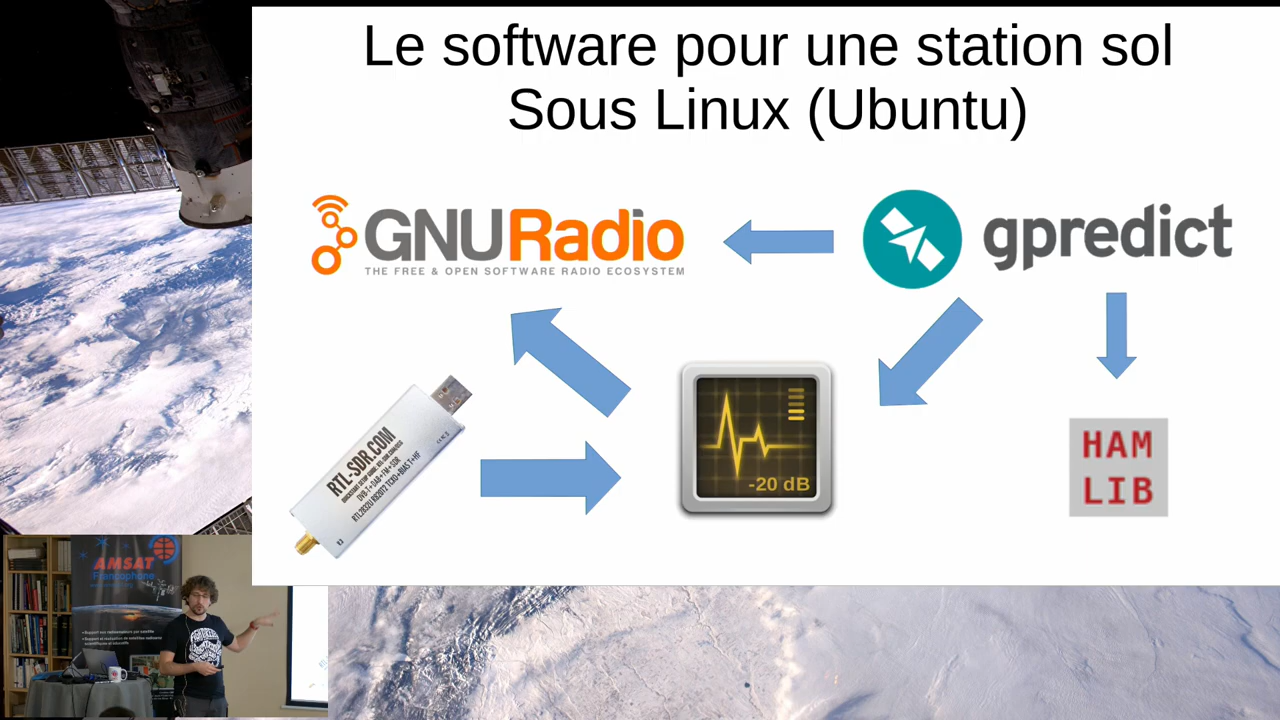 Le software pour une station sol
Sous Linux (Ubuntu)
GNURadio
THE FREE & OPEN SOFTWARE RADIO ECOSYSTEM
gpredict
RTL-SDR.COM
-20 dB
HAM
LIB
AMSAT
Francophone